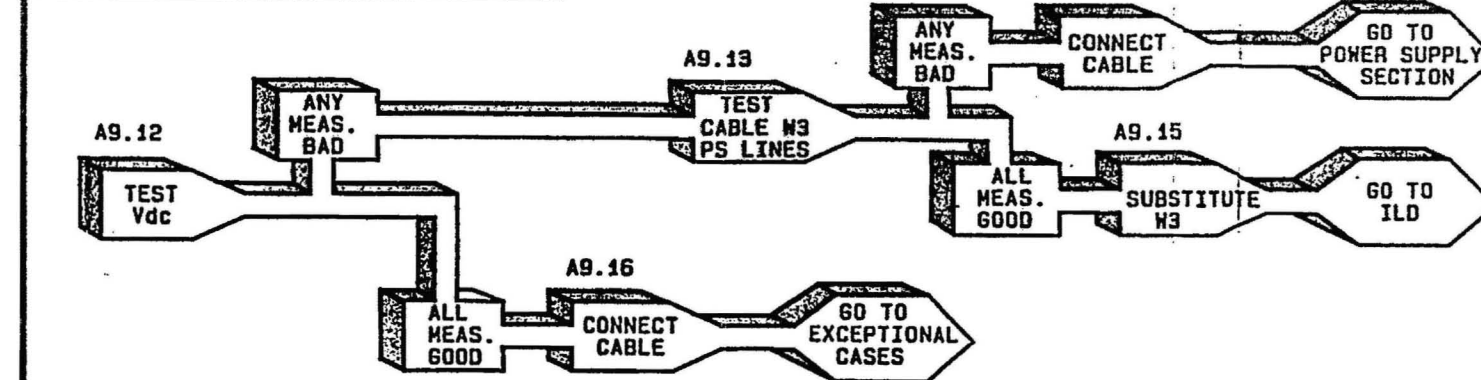 ANY
MEAS.
BAD
CONNECT
CABLE
GO TO
POWER SUPPLY
SECTION
A9.13
TEST
CABLE W3
PS LINES
ANY
MEAS.
BAD
A9.12
TEST
Vdc
A9.15
ALL
MEAS.
GOOD
SUBSTITUTE
W3
GO TO
ILD
A9.16
ALL
MEAS.
GOOD
CONNECT
CABLE
GO TO
EXCEPTIONAL
CASES